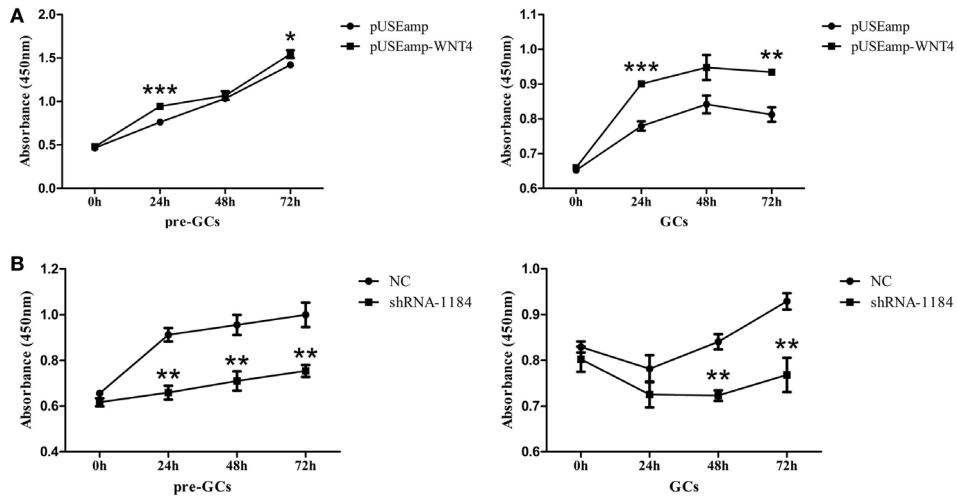 A
Absorbance (450nm)
2.0
1.5
1.0
0.5
0.0
***
*
0h 24h 48h 72h
pre-GCs
pUSEamp
pUSEamp-WNT4
Absorbance (450nm)
1.1
1.0
0.9
0.8
0.7
0.6
***
**
0h 24h 48h 72h
GCs
pUSEamp
pUSEamp-WNT4
B
Absorbance (450nm)
1.2
1.0
0.8
0.6
0.4
**
**
**
0h 24h 48h 72h
pre-GCs
NC
shRNA-1184
Absorbance (450nm)
1.0
0.9
0.8
0.7
0.6
**
**
0h 24h 48h 72h
GCs
NC
shRNA-1184